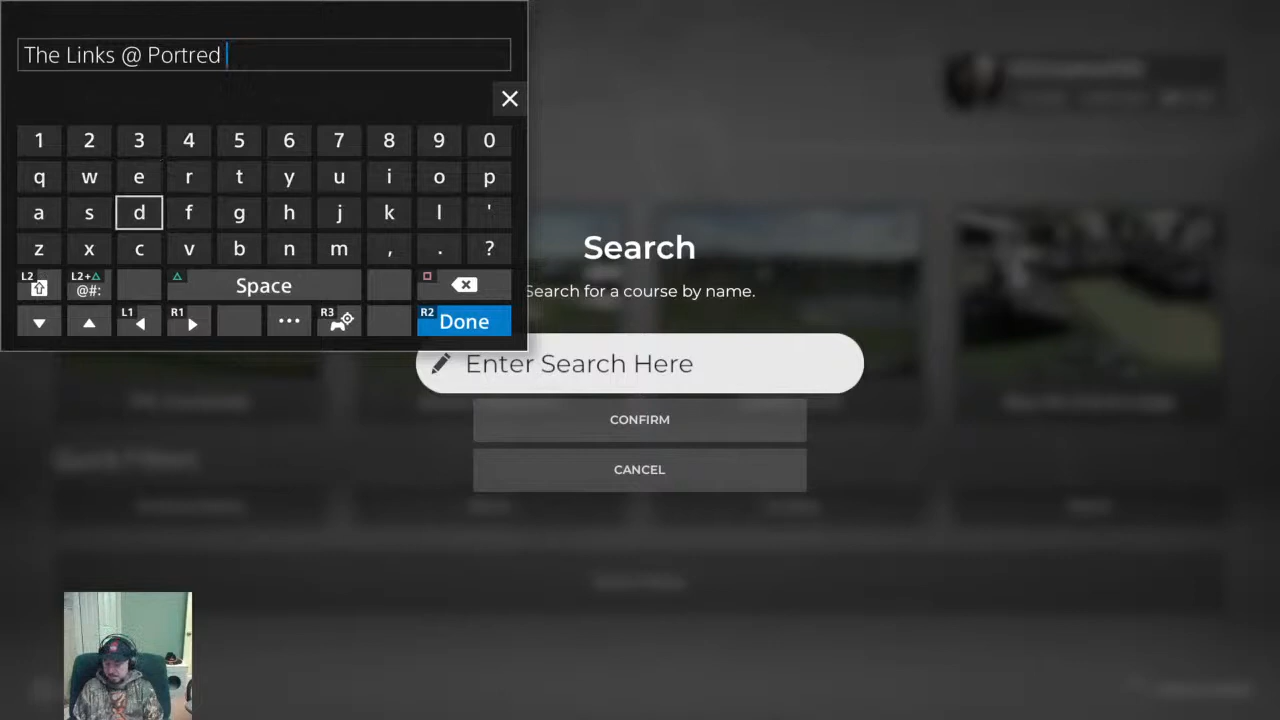 The Links @ Portred
1 2 3 4 5 6 7 8 9 0
q w e r t y u i o p
a s d f g h j k l '
z x c v b n m , . ?
L2 L2+△ @#: △ Space □
L1 R1 ... R3 R2 Done
Search
Search for a course by name.
Enter Search Here
CONFIRM
CANCEL